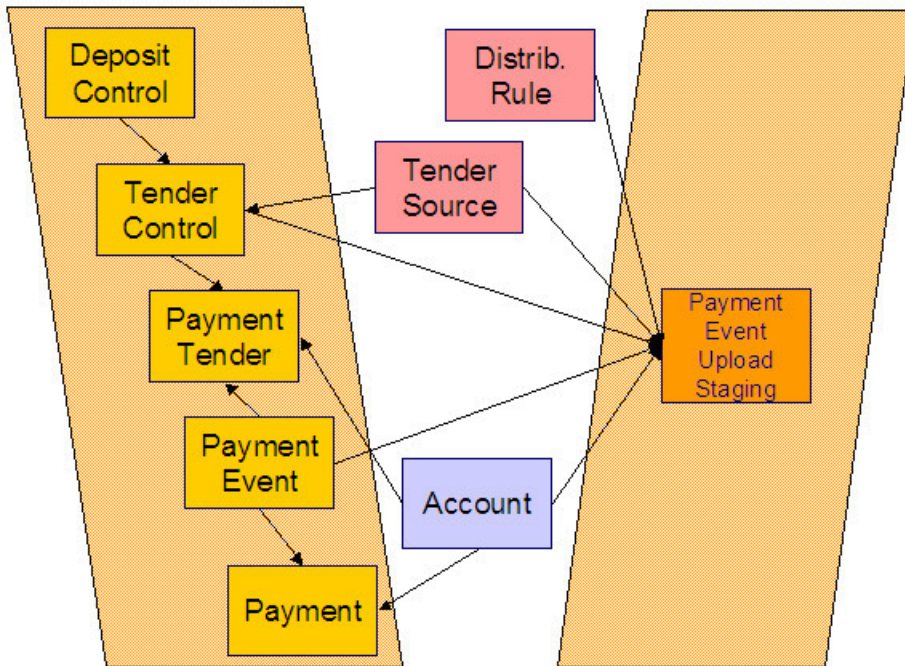 Deposit
Control
Distrib.
Rule
Tender
Control
Tender
Source
Payment
Tender
Payment
Event
Upload
Staging
Payment
Event
Account
Payment